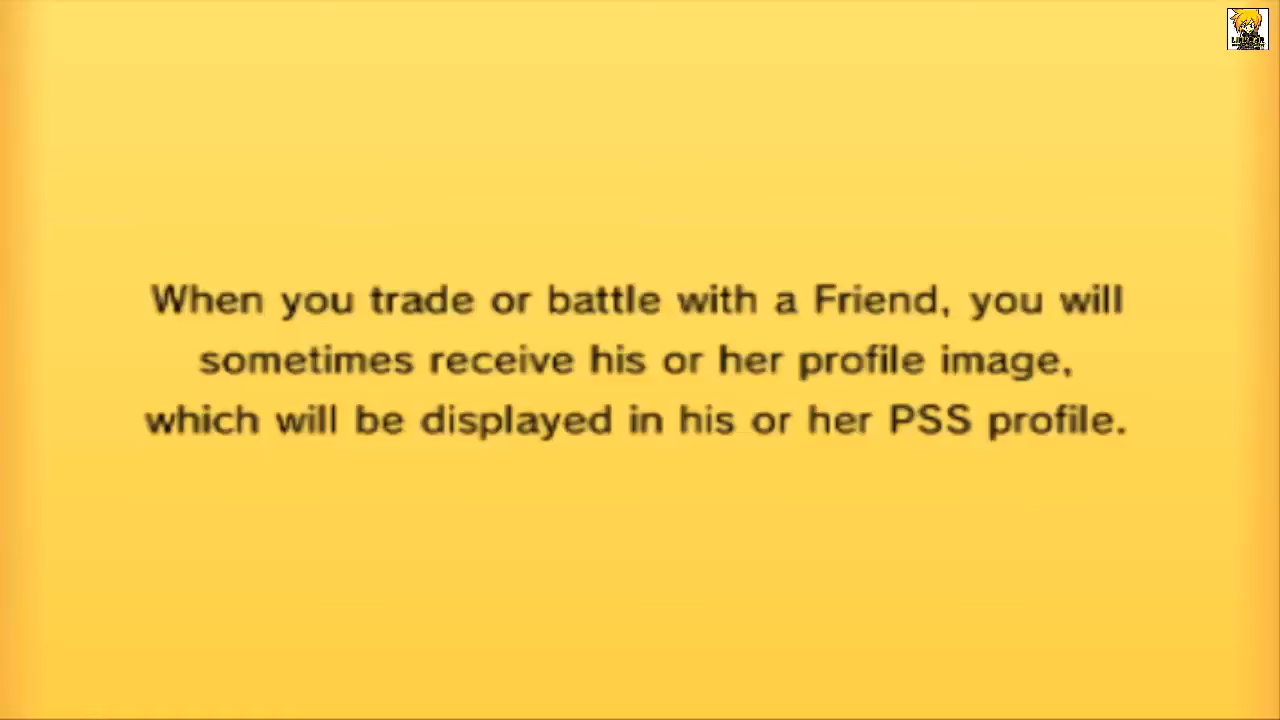 When you trade or battle with a Friend, you will
sometimes receive his or her profile image,
which will be displayed in his or her PSS profile.